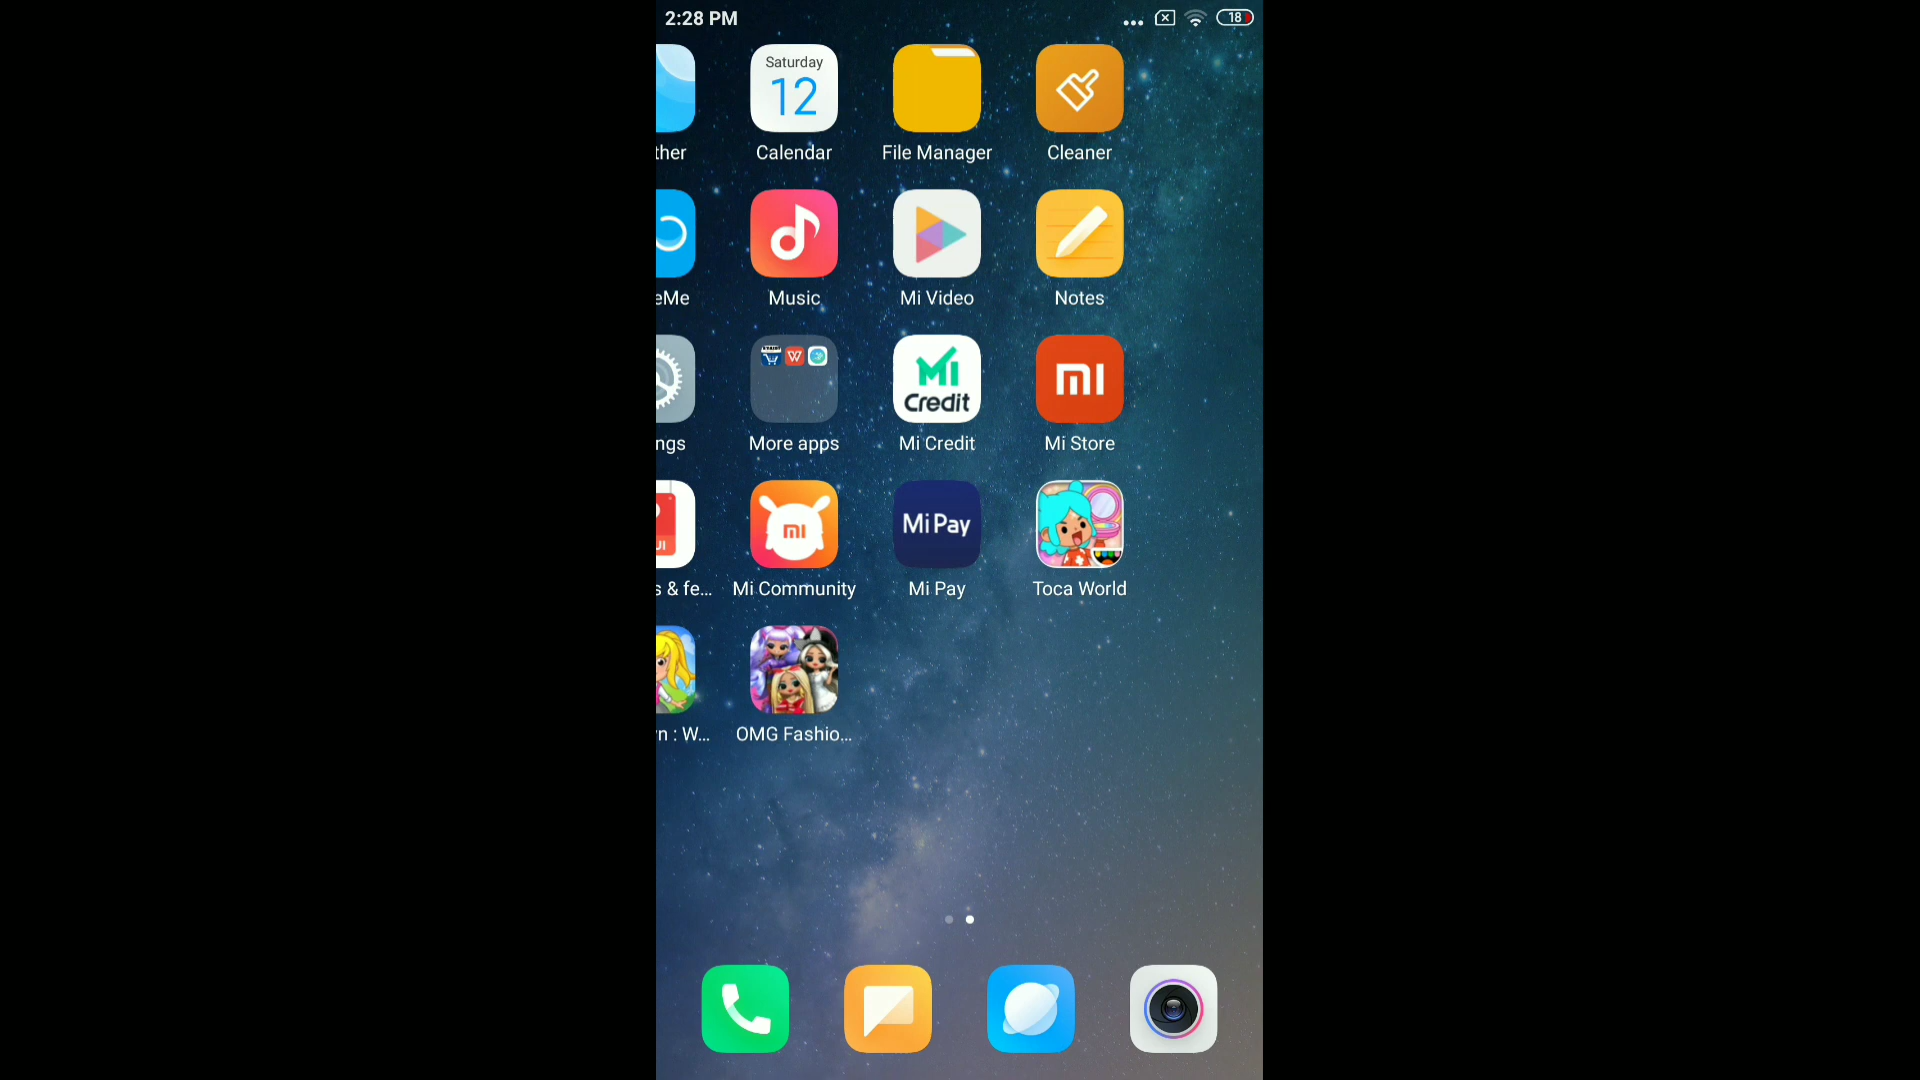 2:28 PM
18
Saturday
12
ther
Calendar
File Manager
Cleaner
eMe
Music
Mi Video
Notes
W
MI
Credit
mi
ngs
More apps
Mi Credit
Mi Store
UI
mi
Mi Pay
s & fe...
Mi Community
Mi Pay
Toca World
n : W...
OMG Fashio...